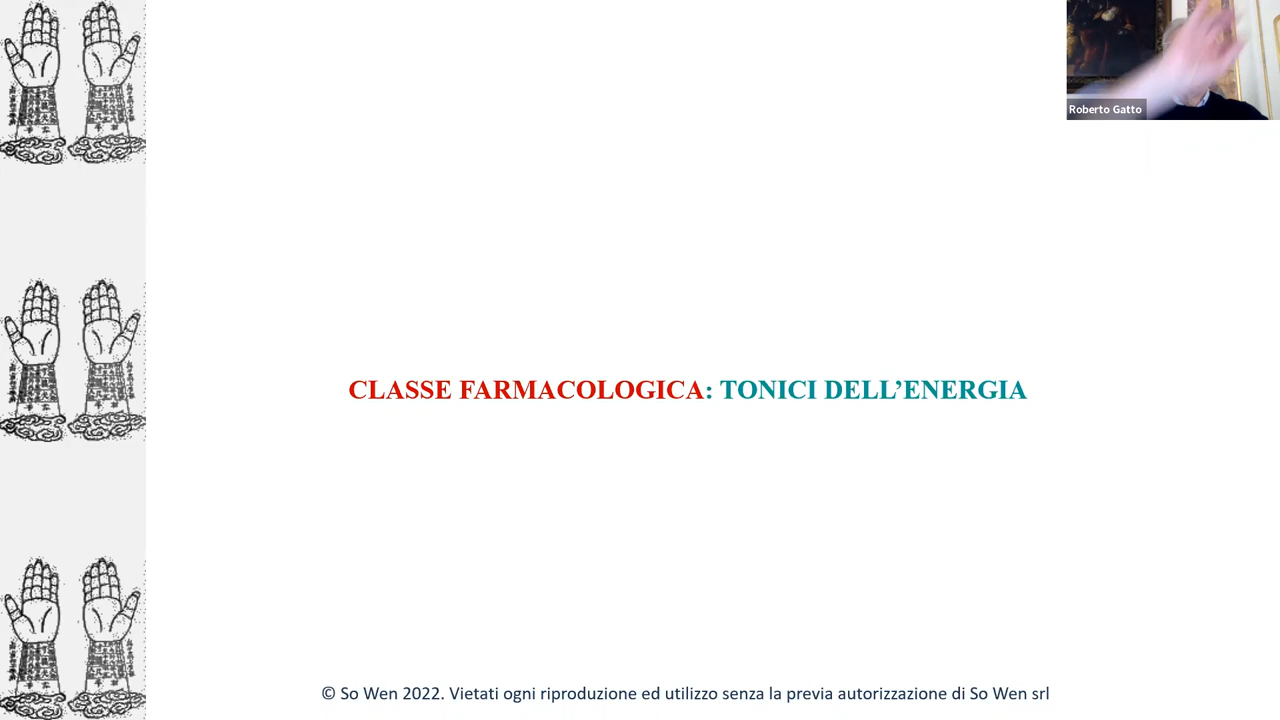 Roberto Gatto
CLASSE FARMACOLOGICA: TONICI DELL’ENERGIA
© So Wen 2022. Vietati ogni riproduzione ed utilizzo senza la previa autorizzazione di So Wen srl